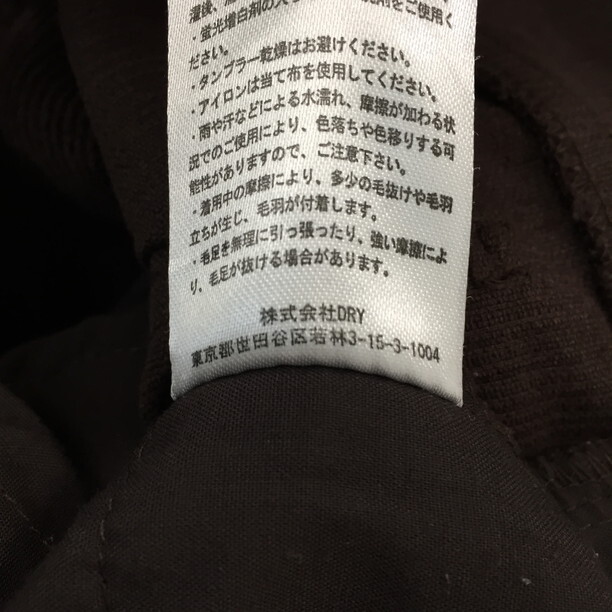 ・蛍光増白剤の入
剤をご使用く
ださい。
・タンブラー乾燥はお避けください。
・アイロンは当て布を使用してください。
・雨や汗などによる水濡れ、摩擦が加わる状
況でのご使用により、色落ちや色移りする可
能性がありますので、ご注意下さい。
・着用中の摩擦により、多少の毛抜けや毛羽
立ちが生じ、毛羽が付着します。
・毛足を無理に引っ張ったり、強い摩擦によ
り、毛足が抜ける場合があります。
株式会社DRY
東京都世田谷区若林3-15-3-1004